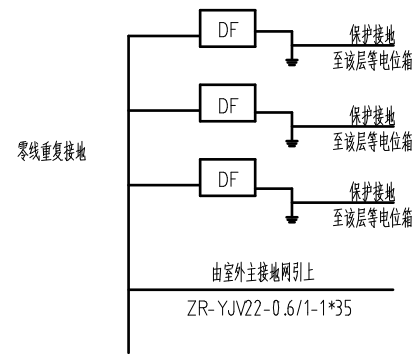 DF
保护接地
至该层等电位箱
DF
保护接地
至该层等电位箱
零线重复接地
DF
保护接地
至该层等电位箱
由室外主接地网引上
ZR-YJV22-0.6/1-1*35